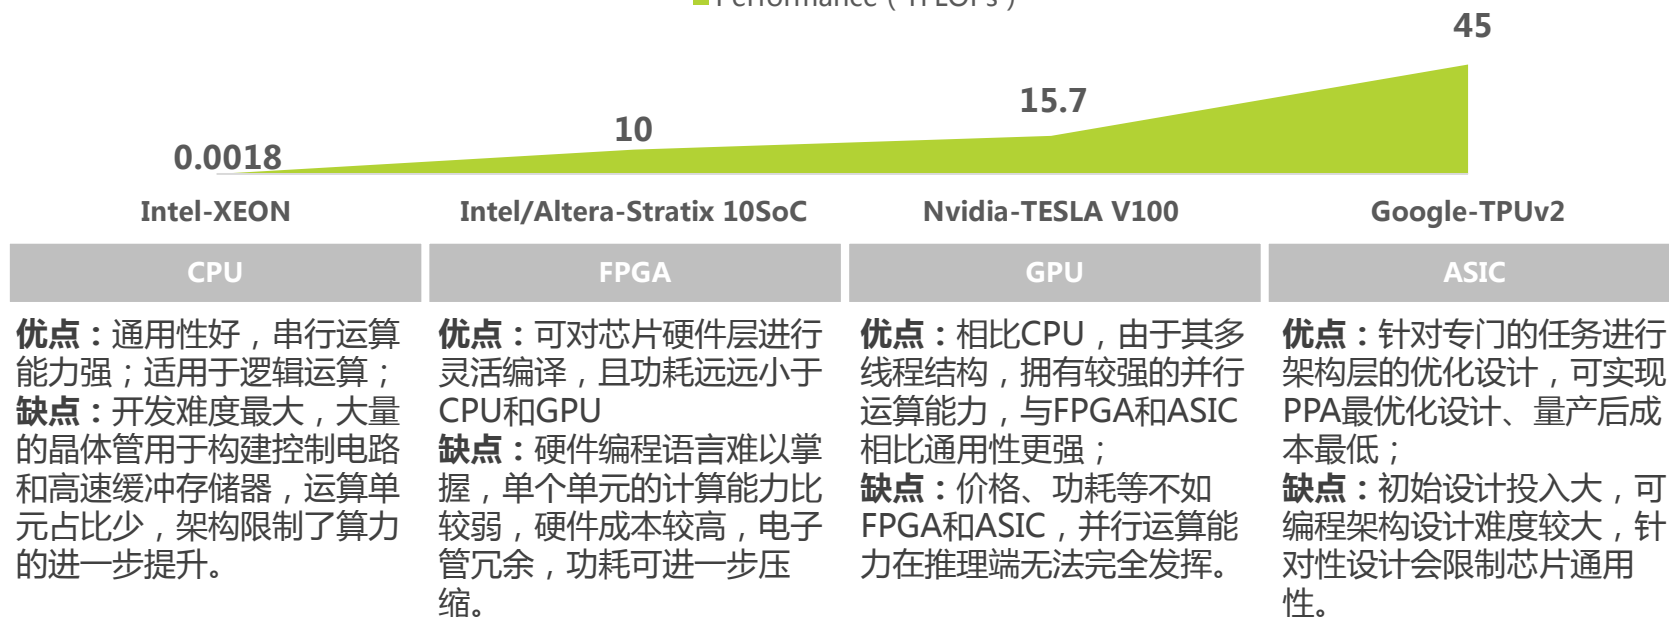 Performance（TFLOPs）
45
15.7
10
0.0018
Intel-XEON
Intel/Altera-Stratix 10SoC
Nvidia-TESLA V100
Google-TPUv2
CPU
FPGA
GPU
ASIC
优点：通用性好，串行运算
能力强；适用于逻辑运算；
缺点：开发难度最大，大量
的晶体管用于构建控制电路
和高速缓冲存储器，运算单
元占比少，架构限制了算力
的进一步提升。
优点：可对芯片硬件层进行
灵活编译，且功耗远远小于
CPU和GPU
缺点：硬件编程语言难以掌
握，单个单元的计算能力比
较弱，硬件成本较高，电子
管冗余，功耗可进一步压
缩。
优点：相比CPU，由于其多
线程结构，拥有较强的并行
运算能力，与FPGA和ASIC
相比通用性更强；
缺点：价格、功耗等不如
FPGA和ASIC，并行运算能
力在推理端无法完全发挥。
优点：针对专门的任务进行
架构层的优化设计，可实现
PPA最优化设计、量产后成
本最低；
缺点：初始设计投入大，可
编程架构设计难度较大，针
对性设计会限制芯片通用
性。